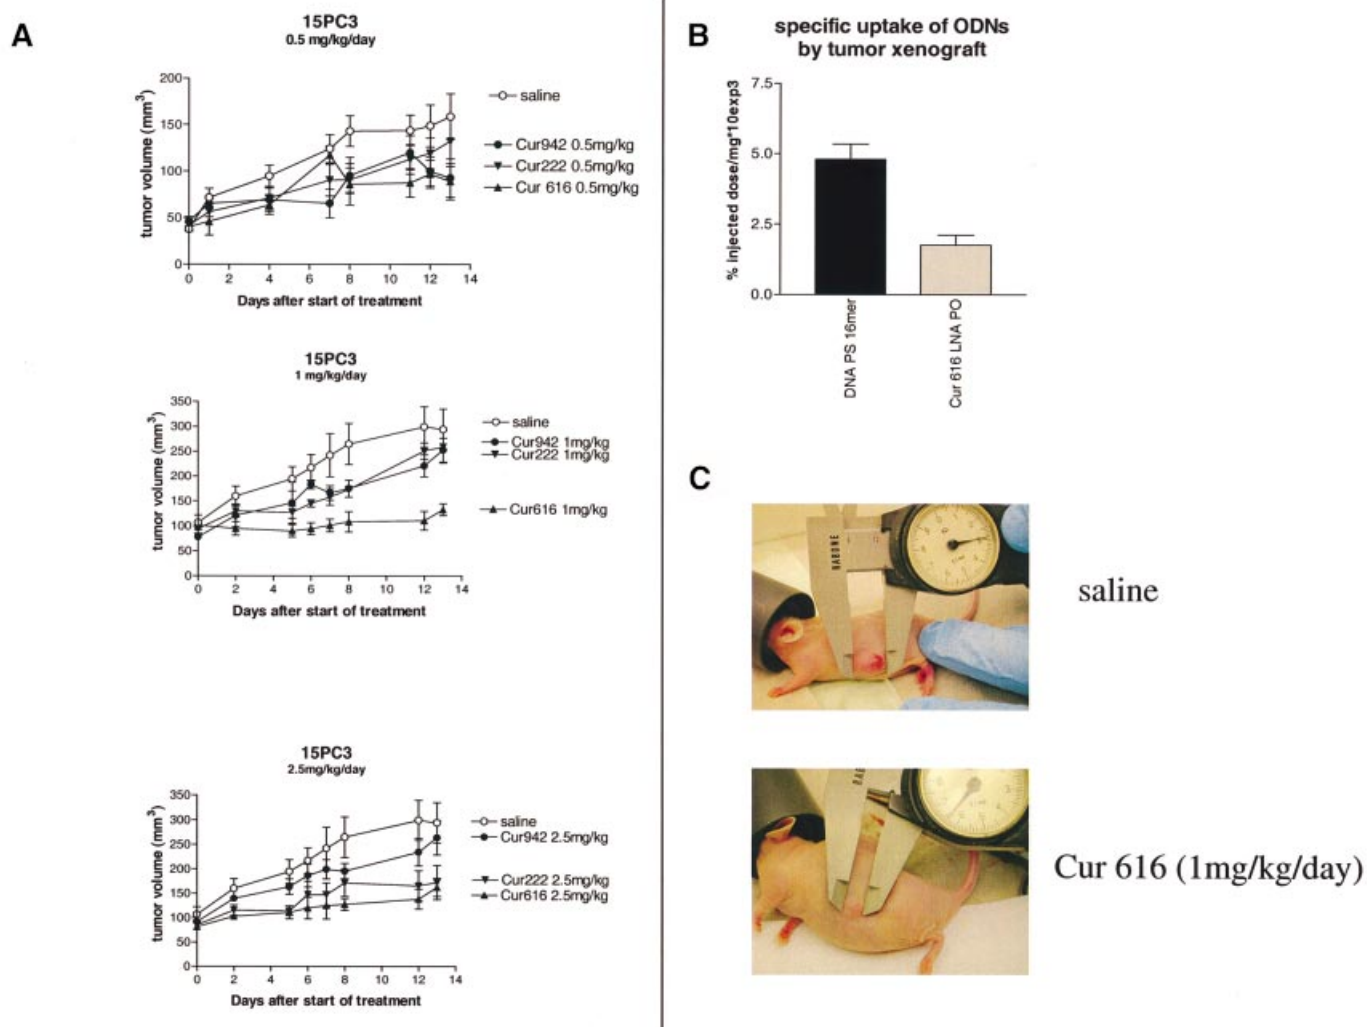 A
15PC3
0.5 mg/kg/day
200
150
100
50
0
tumor volume (mm³)
0 2 4 6 8 10 12 14
Days after start of treatment
saline
Cur942 0.5mg/kg
Cur222 0.5mg/kg
Cur 616 0.5mg/kg
15PC3
1 mg/kg/day
350
300
250
200
150
100
50
0
tumor volume (mm³)
0 2 4 6 8 10 12 14
Days after start of treatment
saline
Cur942 1mg/kg
Cur222 1mg/kg
Cur616 1mg/kg
15PC3
2.5mg/kg/day
350
300
250
200
150
100
50
0
tumor volume (mm³)
0 2 4 6 8 10 12 14
Days after start of treatment
saline
Cur942 2.5mg/kg
Cur222 2.5mg/kg
Cur616 2.5mg/kg
B
specific uptake of ODNs
by tumor xenograft
7.5
5.0
2.5
0.0
% injected dose/mg*10exp3
DNA PS 16mer
Cur 616 LNA PO
C
RABONE
saline
RAB
Cur 616 (1mg/kg/day)